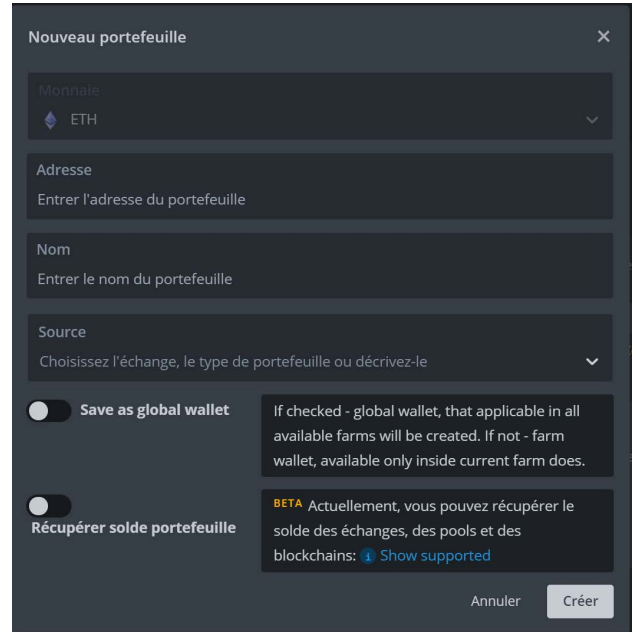 Nouveau portefeuille
Monnaie
ETH
Adresse
Entrer l'adresse du portefeuille
Nom
Entrer le nom du portefeuille
Source
Choisissez l'échange, le type de portefeuille ou décrivez-le
Save as global wallet
If checked - global wallet, that applicable in all
available farms will be created. If not - farm
wallet, available only inside current farm does.
Récupérer solde portefeuille
BETA Actuellement, vous pouvez récupérer le
solde des échanges, des pools et des
blockchains: i Show supported
Annuler
Créer